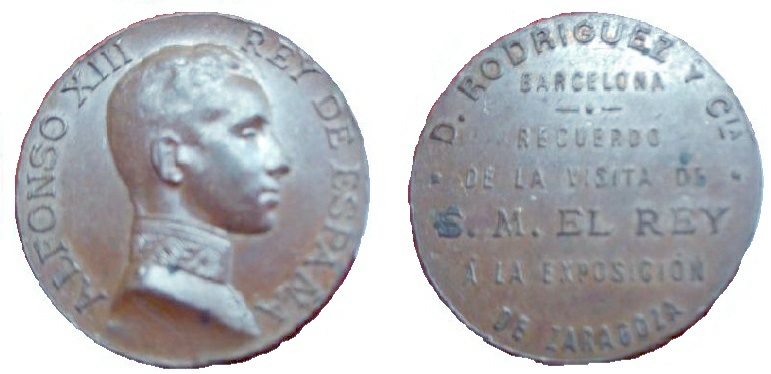 ALFONSO XIII REY DE ESPAÑA
D. RODRIGUEZ Y Cᴵᴬ
BARCELONA
RECUERDO
DE LA VISITA DE
S. M. EL REY
A LA EXPOSICIÓN
DE ZARAGOZA